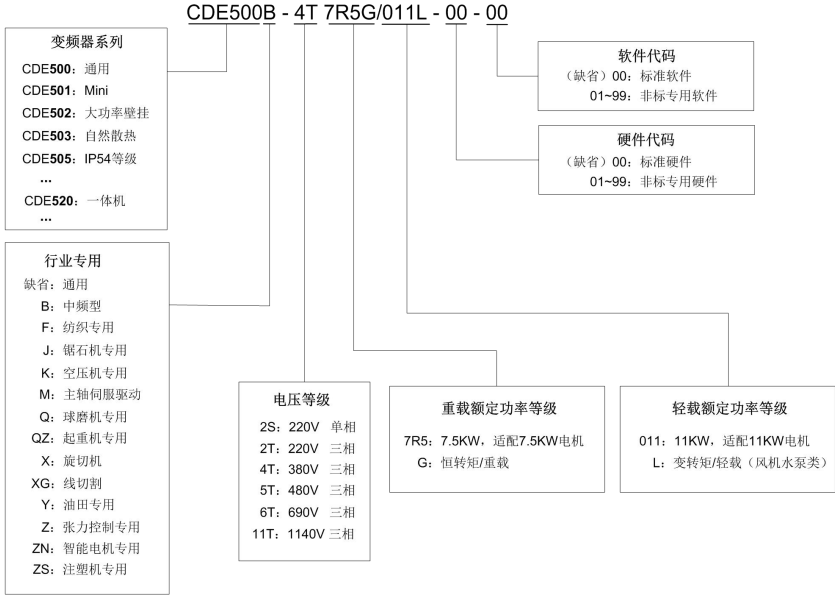 CDE500B - 4T 7R5G/011L - 00 - 00
变频器系列
CDE500：通用
CDE501：Mini
CDE502：大功率壁挂
CDE503：自然散热
CDE505：IP54等级
...
CDE520：一体机
...
软件代码
（缺省）00：标准软件
01~99：非标专用软件
硬件代码
（缺省）00：标准硬件
01~99：非标专用硬件
行业专用
缺省：通用
B：中频型
F：纺织专用
J：锯石机专用
K：空压机专用
M：主轴伺服驱动
Q：球磨机专用
QZ：起重机专用
X：旋切机
XG：线切割
Y：油田专用
Z：张力控制专用
ZN：智能电机专用
ZS：注塑机专用
电压等级
2S：220V 单相
2T：220V 三相
4T：380V 三相
5T：480V 三相
6T：690V 三相
11T：1140V 三相
重载额定功率等级
7R5：7.5KW，适配7.5KW电机
G：恒转矩/重载
轻载额定功率等级
011：11KW，适配11KW电机
L：变转矩/轻载（风机水泵类）